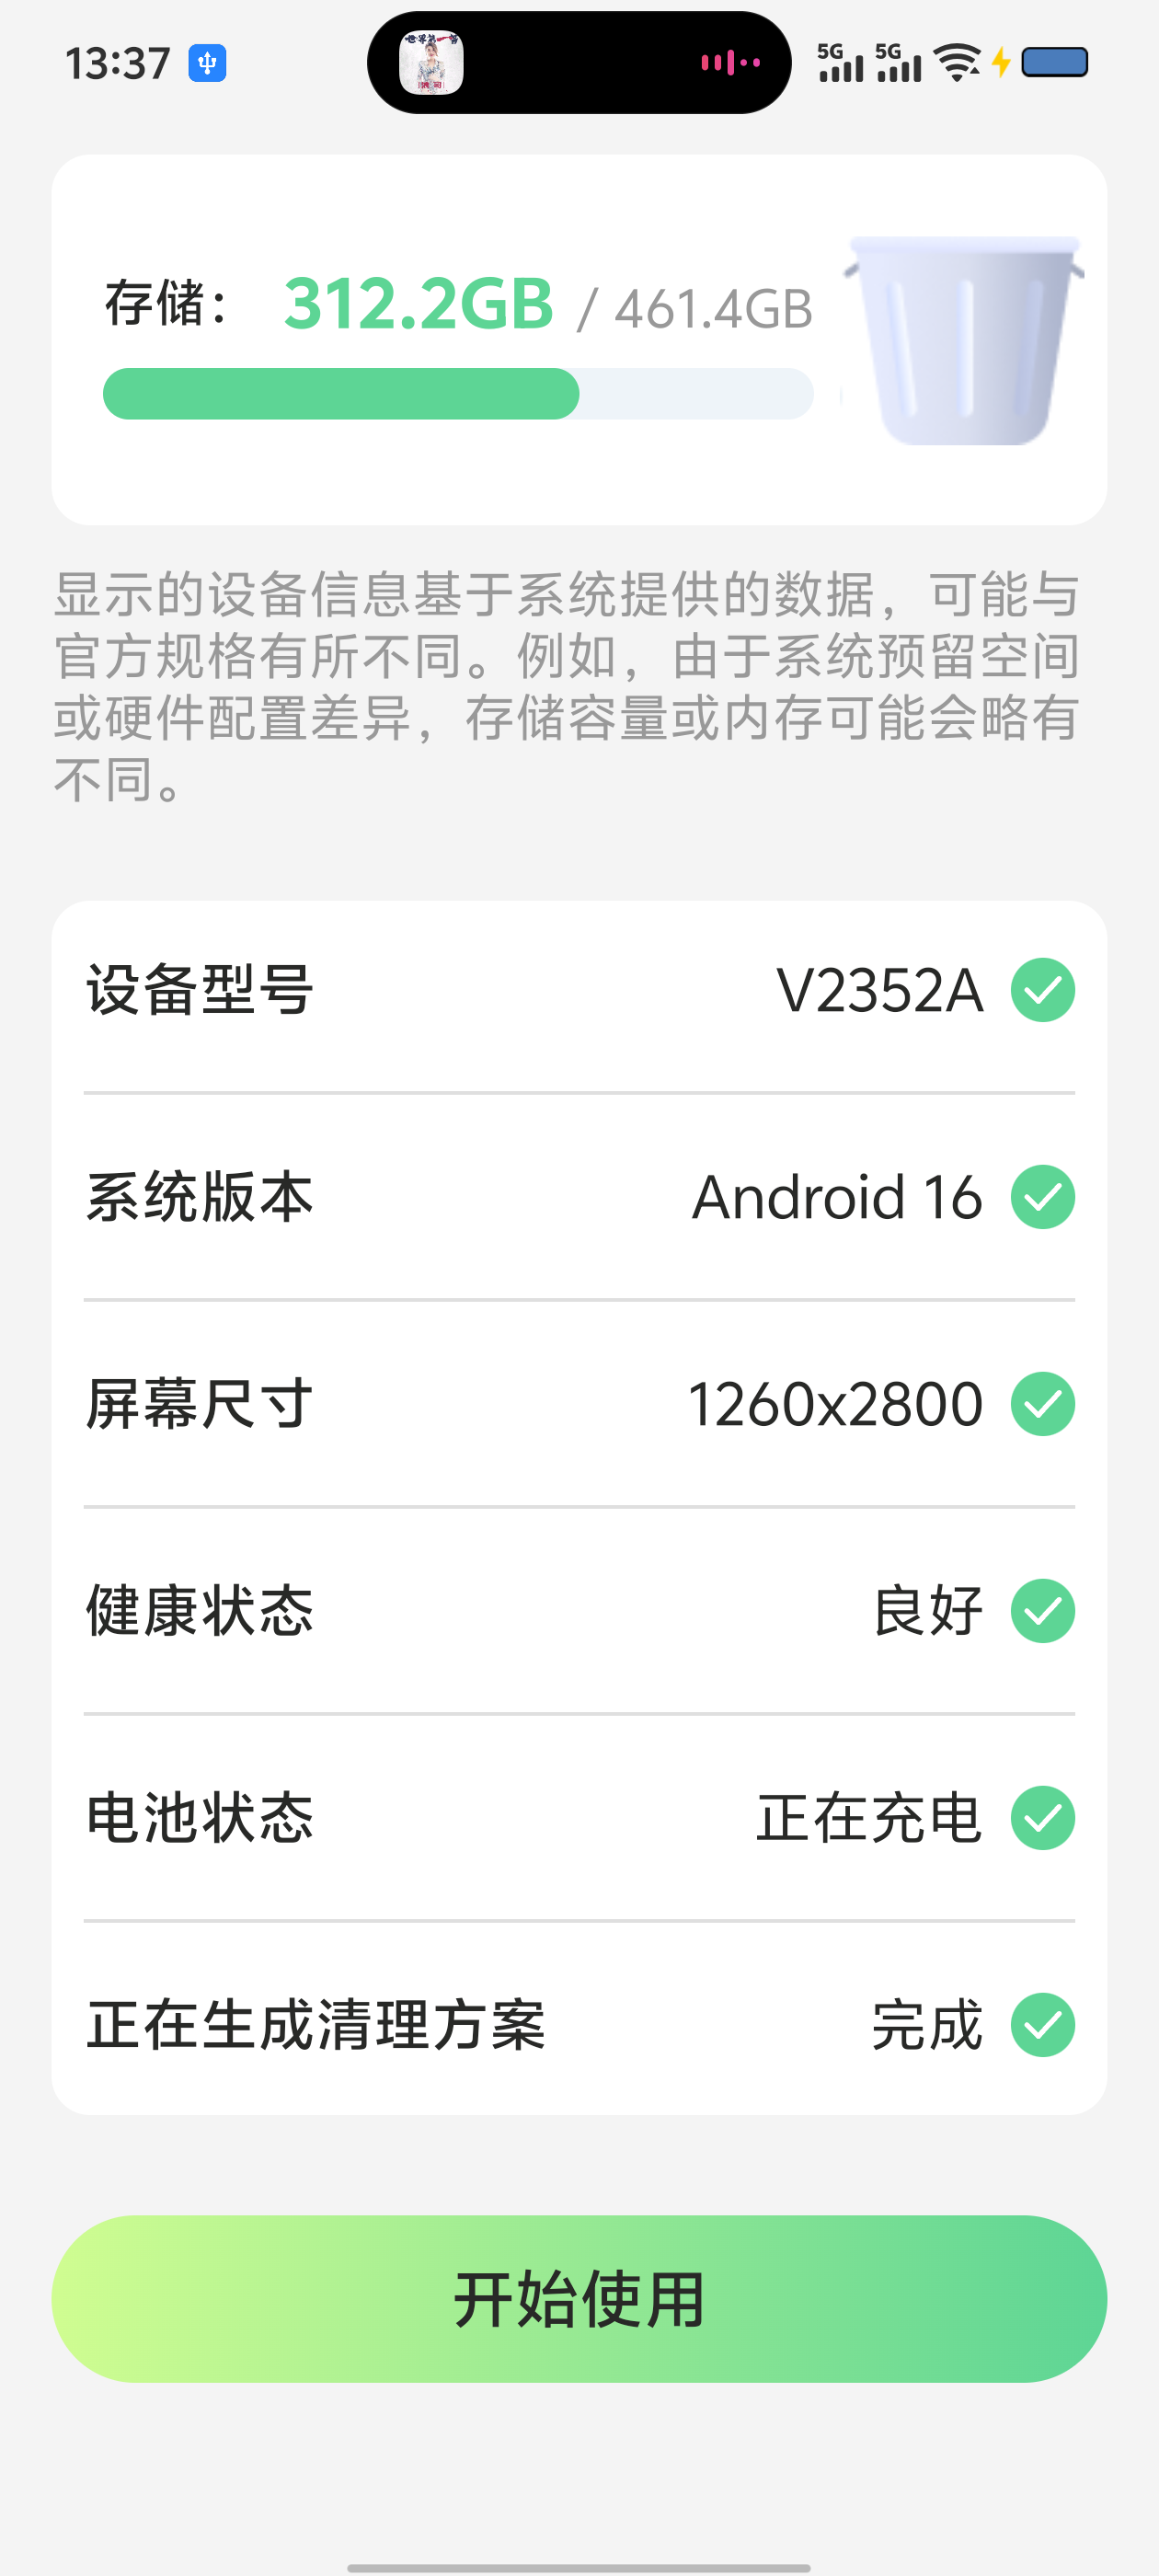 13:37
5G 5G
存储： 312.2GB / 461.4GB
显示的设备信息基于系统提供的数据，可能与
官方规格有所不同。例如，由于系统预留空间
或硬件配置差异，存储容量或内存可能会略有
不同。
设备型号 V2352A
系统版本 Android 16
屏幕尺寸 1260x2800
健康状态 良好
电池状态 正在充电
正在生成清理方案 完成
开始使用